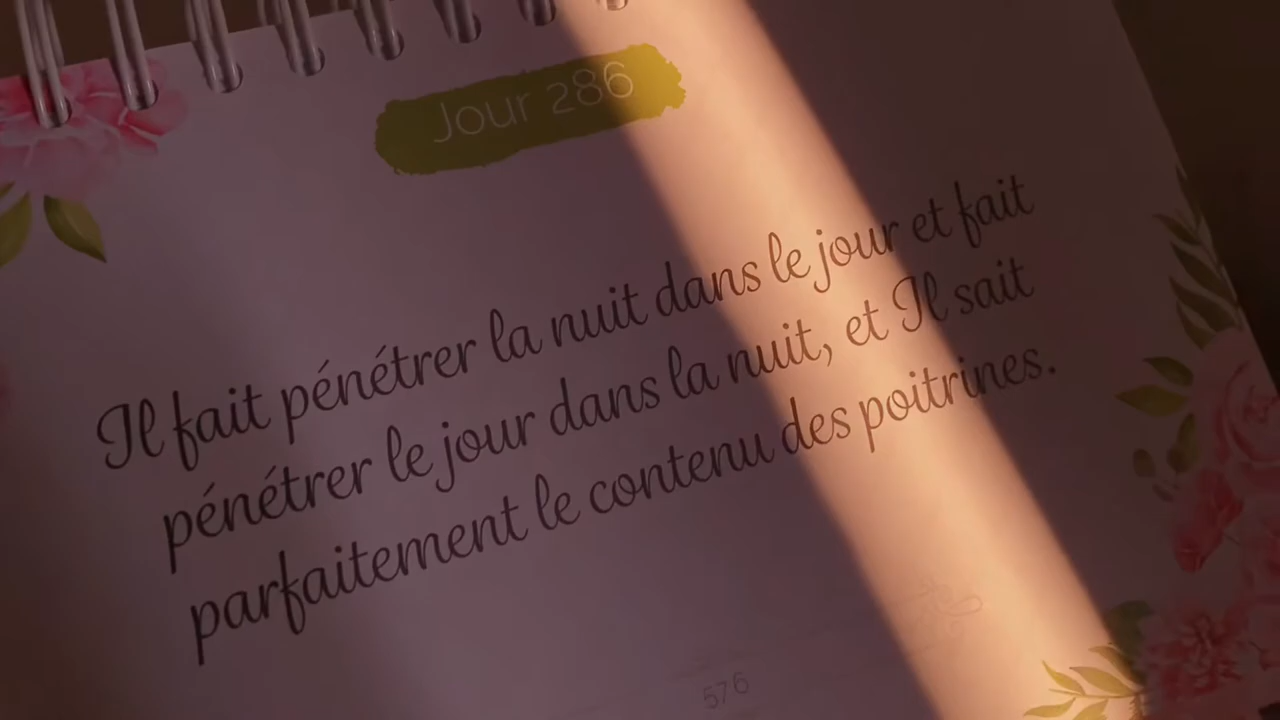 Jour 286
Il fait pénétrer la nuit dans le jour et fait
pénétrer le jour dans la nuit, et Il sait
parfaitement le contenu des poitrines.
576